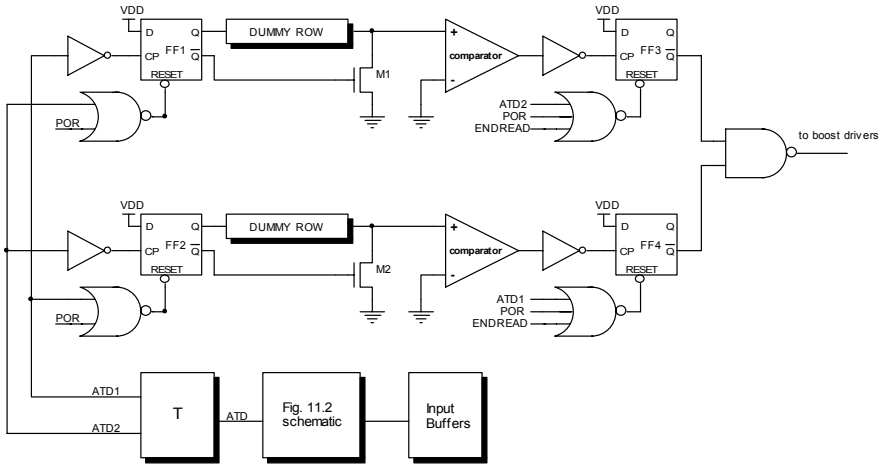 VDD
D
Q
FF1
CP
Q
RESET
POR
DUMMY ROW
M1
+
comparator
-
VDD
D
Q
FF3
CP
Q
RESET
ATD2
POR
ENDREAD
to boost drivers
VDD
D
Q
FF2
CP
Q
RESET
POR
DUMMY ROW
M2
+
comparator
-
VDD
D
Q
FF4
CP
Q
RESET
ATD1
POR
ENDREAD
ATD1
ATD2
T
ATD
Fig. 11.2
schematic
Input
Buffers